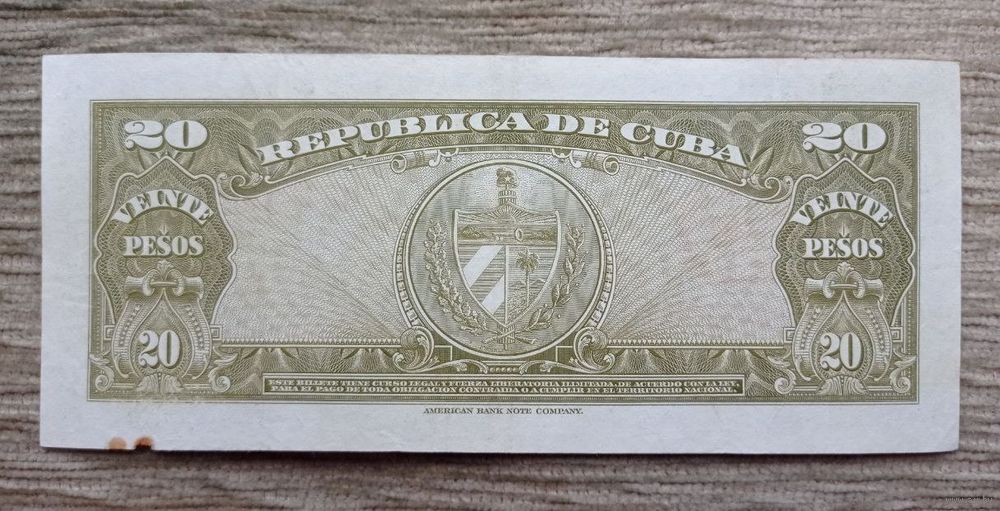 20
REPUBLICA DE CUBA
20
VEINTE
PESOS
VEINTE
PESOS
20
20
ESTE BILLETE TIENE CURSO LEGAL Y FUERZA LIBERATORIA ILIMITADA, DE ACUERDO CON LA LEY,
PARA EL PAGO DE TODA OBLIGACION CONTRAIDA O A CUMPLIR EN EL TERRITORIO NACIONAL.
AMERICAN BANK NOTE COMPANY.